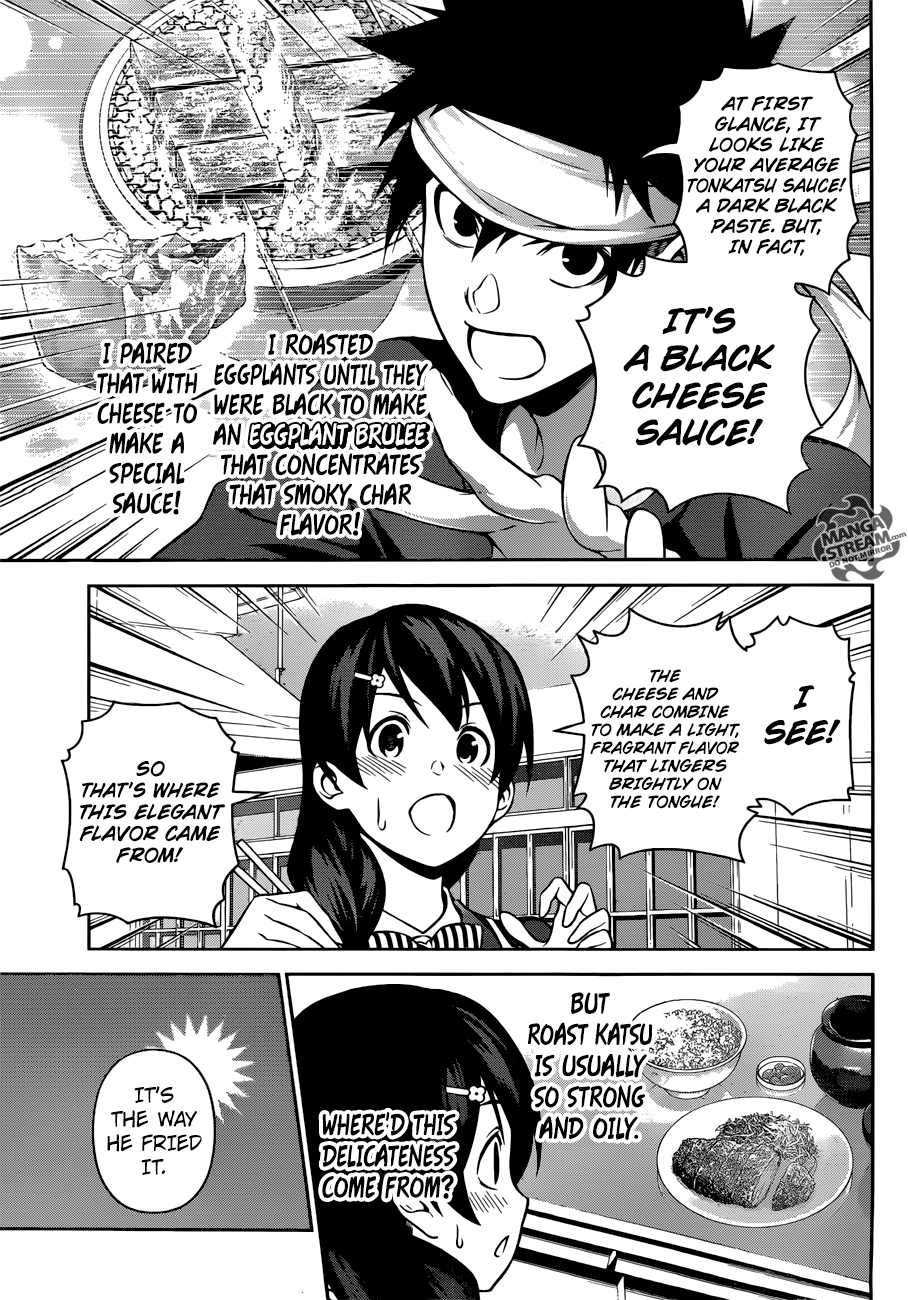 AT FIRST
GLANCE, IT
LOOKS LIKE
YOUR AVERAGE
TONKATSU SAUCE!
A DARK BLACK
PASTE. BUT,
IN FACT,
IT'S
A BLACK
CHEESE
SAUCE!
I ROASTED
EGGPLANTS UNTIL THEY
WERE BLACK TO MAKE
AN EGGPLANT BRULEE
THAT CONCENTRATES
THAT SMOKY, CHAR
FLAVOR!
I PAIRED
THAT WITH
CHEESE TO
MAKE A
SPECIAL
SAUCE!
MANGA
STREAM.com
DO NOT MIRROR
I
SEE!
THE
CHEESE AND
CHAR COMBINE
TO MAKE A LIGHT,
FRAGRANT FLAVOR
THAT LINGERS
BRIGHTLY ON
THE TONGUE!
SO
THAT'S WHERE
THIS ELEGANT
FLAVOR CAME
FROM!
BUT
ROAST KATSU
IS USUALLY
SO STRONG
AND OILY.
WHERE'D THIS
DELICATENESS
COME FROM?
IT'S
THE WAY
HE FRIED
IT.